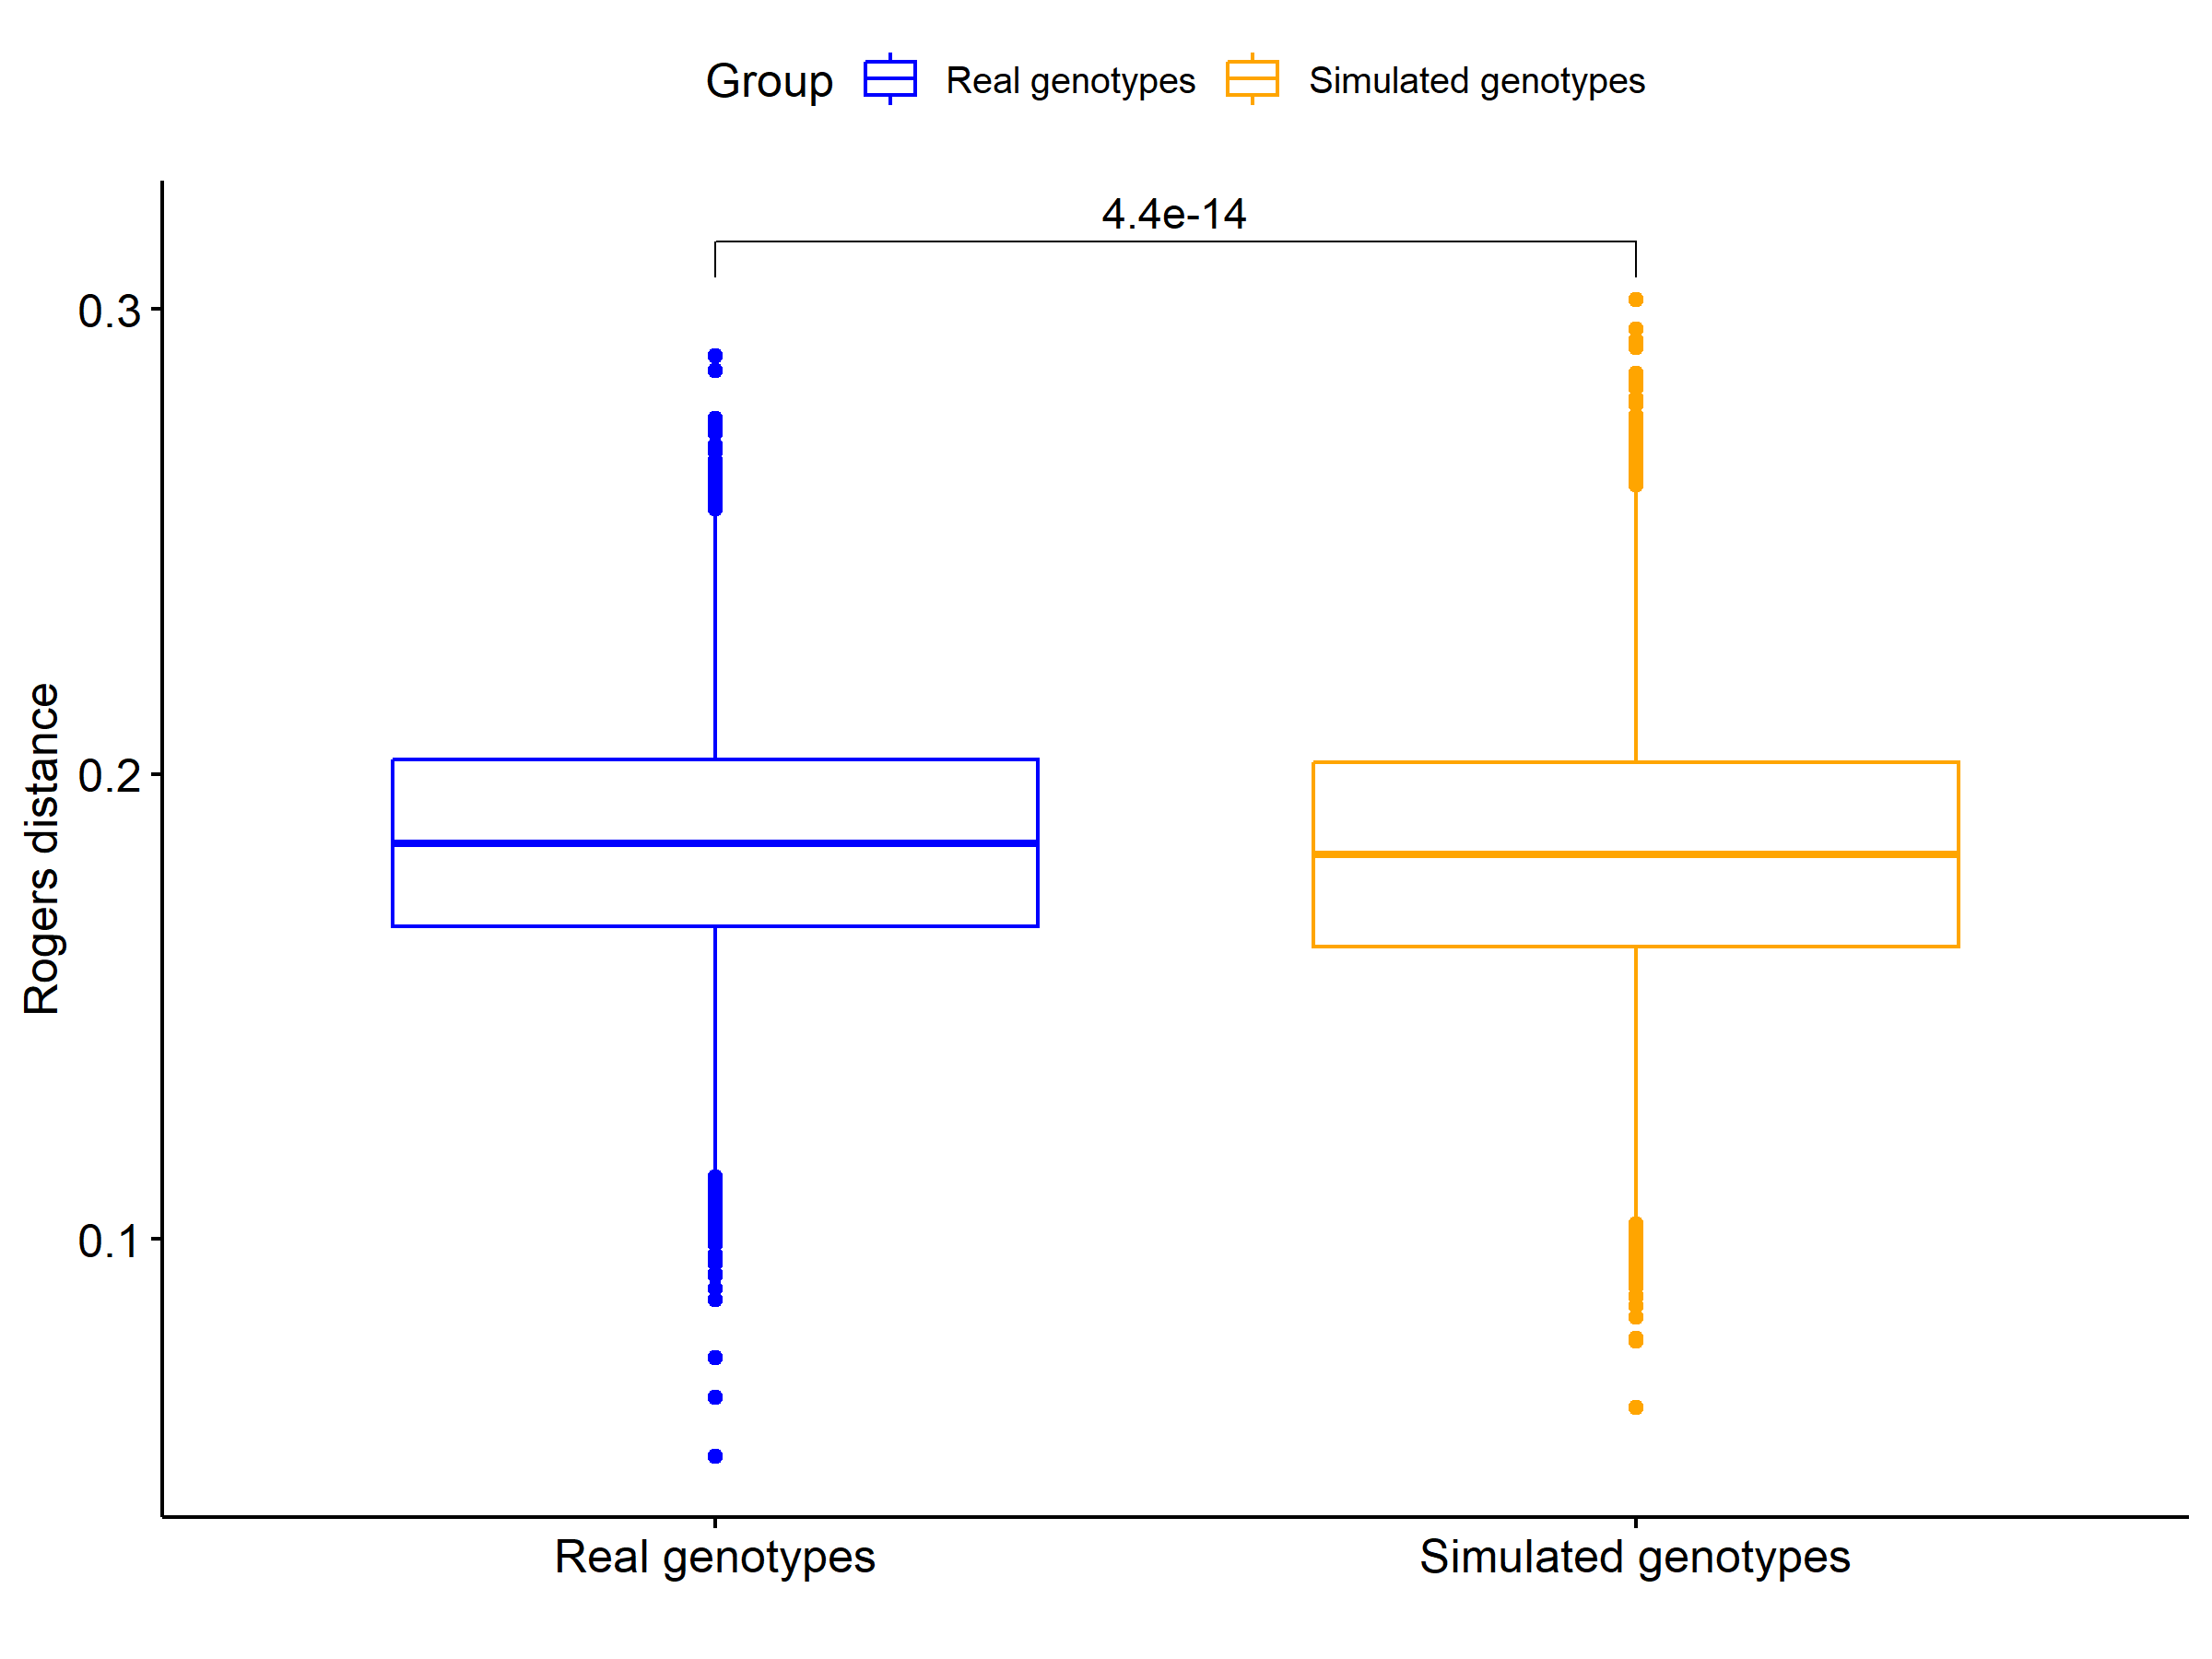 Group Real genotypes Simulated genotypes
4.4e-14
0.3
0.2
0.1
Rogers distance
Real genotypes Simulated genotypes